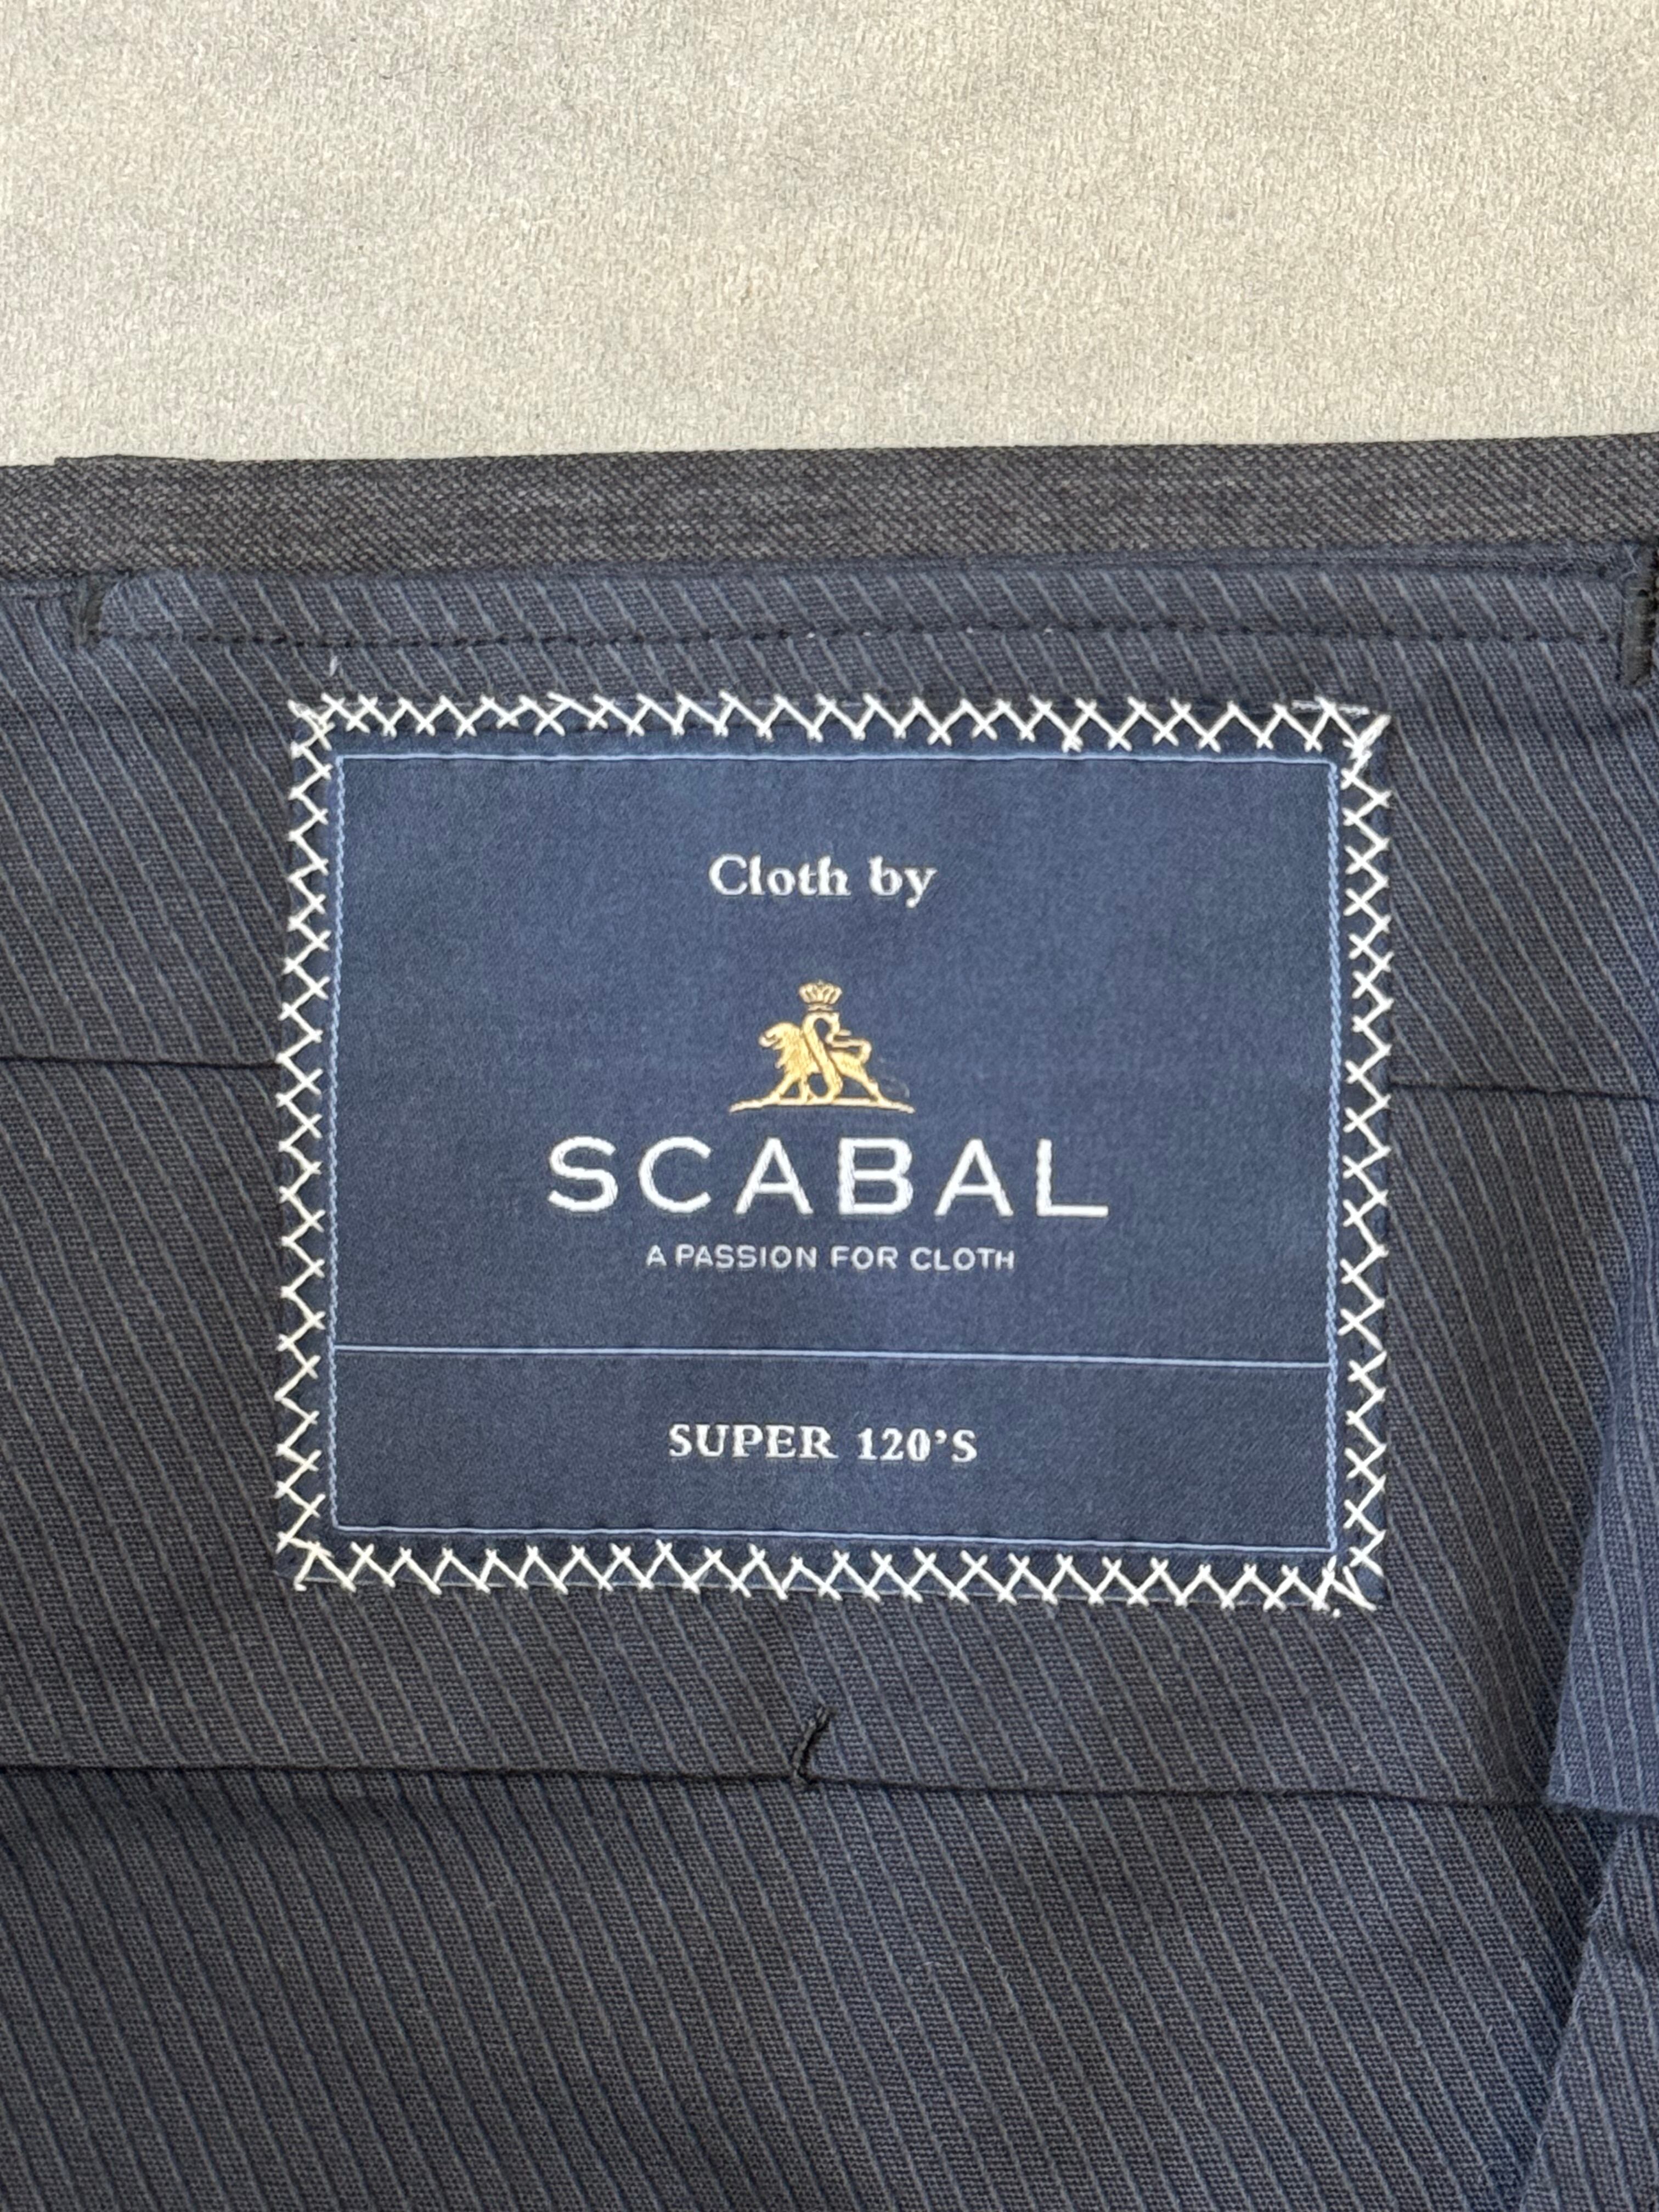 Cloth by
SCABAL
A PASSION FOR CLOTH
SUPER 120’S